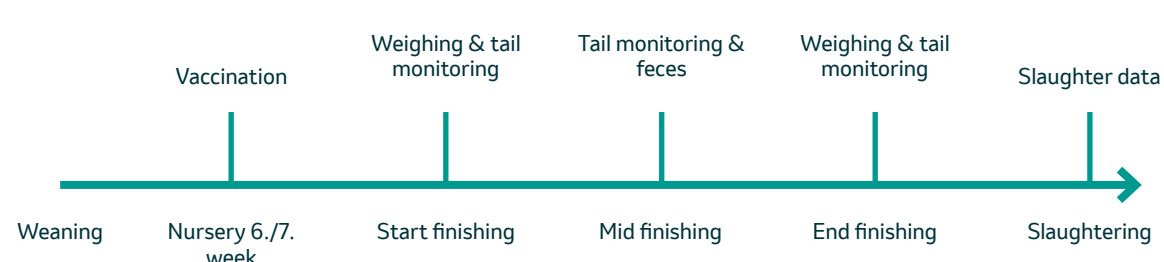 Weighing & tail
monitoring
Tail monitoring &
feces
Weighing & tail
monitoring
Vaccination
Slaughter data
Weaning
Nursery 6./7.
week
Start finishing
Mid finishing
End finishing
Slaughtering